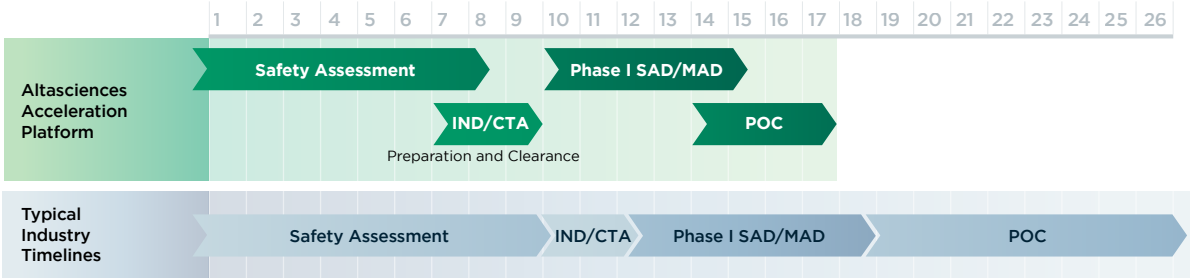 1 2 3 4 5 6 7 8 9 10 11 12 13 14 15 16 17 18 19 20 21 22 23 24 25 26
Altasciences
Acceleration
Platform
Safety Assessment
Phase I SAD/MAD
IND/CTA
Preparation and Clearance
POC
Typical
Industry
Timelines
Safety Assessment
IND/CTA
Phase I SAD/MAD
POC